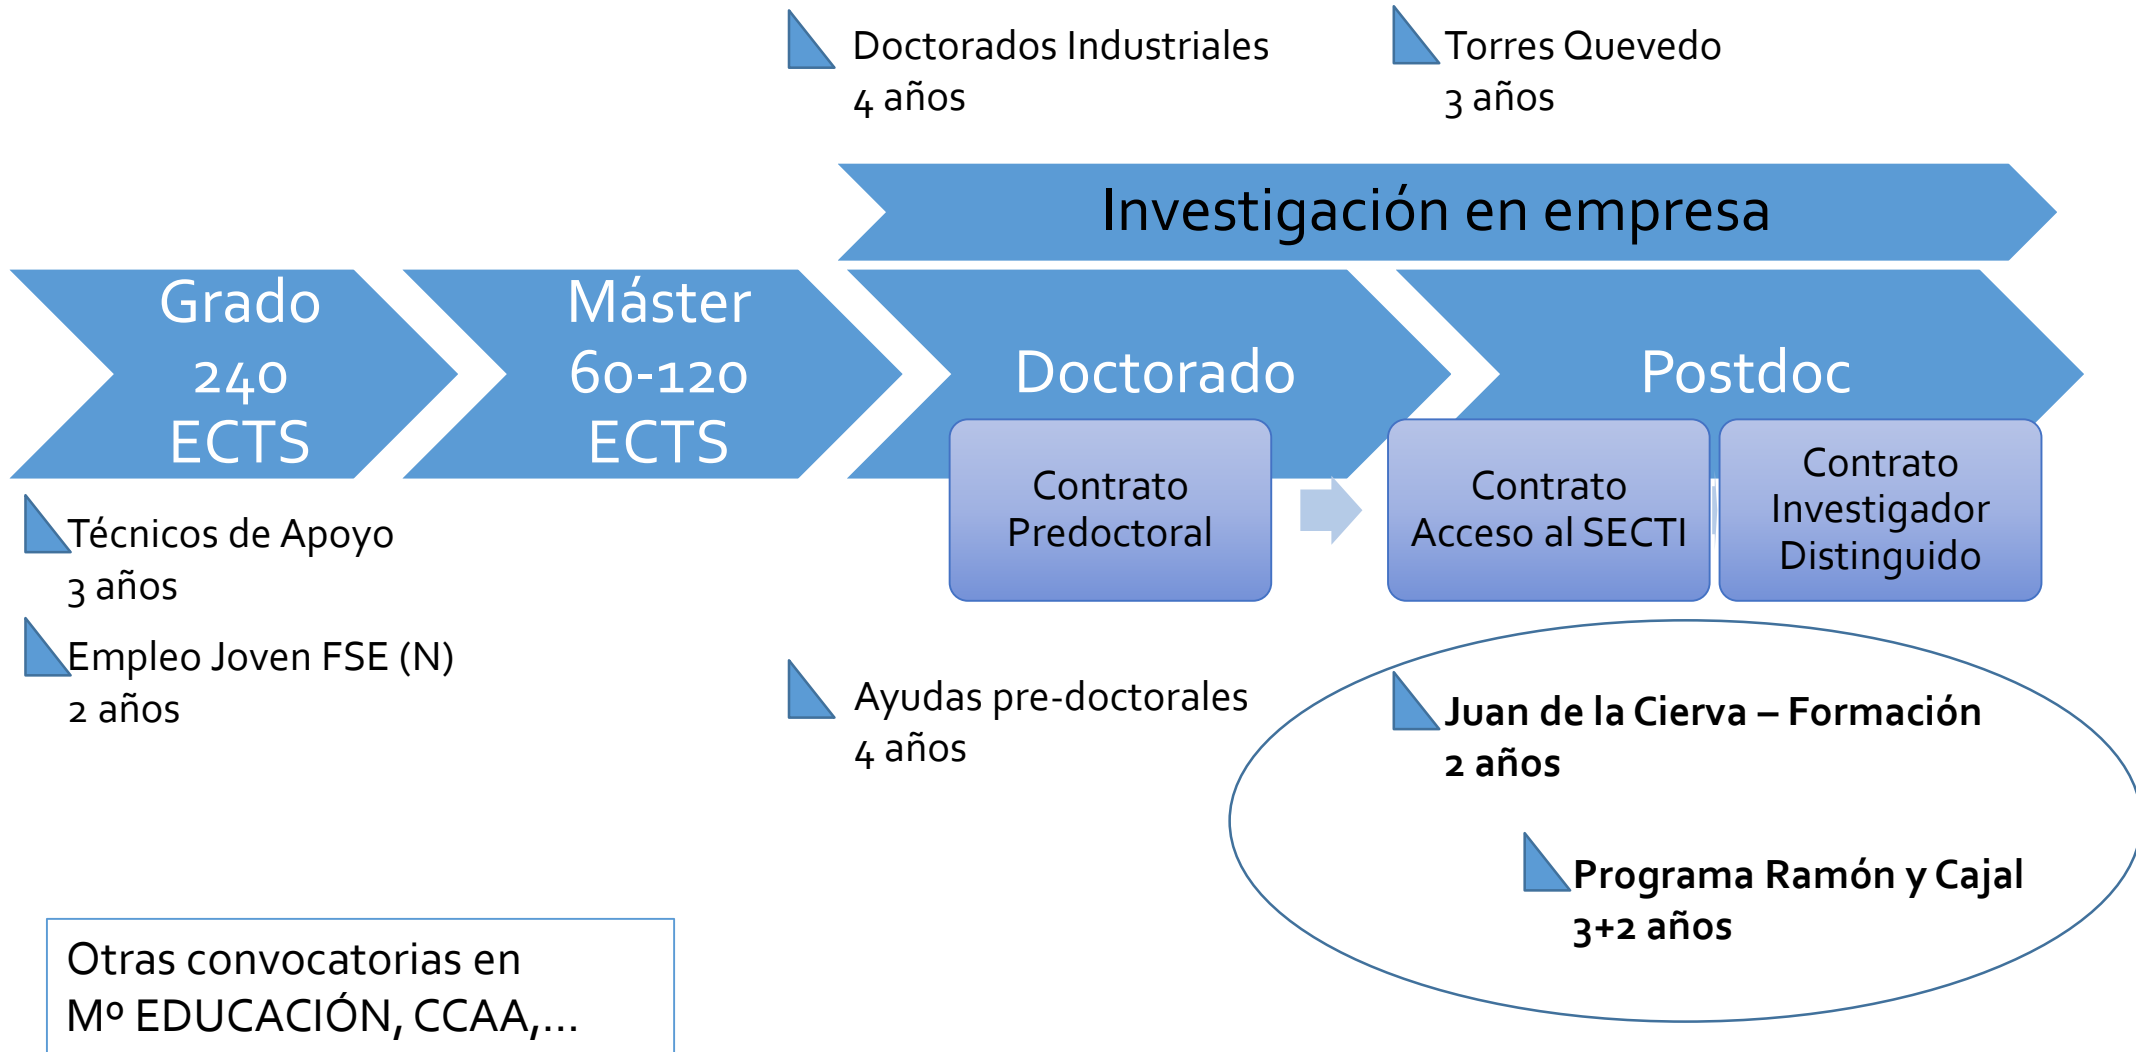 Doctorados Industriales
4 años
Torres Quevedo
3 años
Investigación en empresa
Grado
240
ECTS
Máster
60-120
ECTS
Doctorado
Postdoc
Contrato
Predoctoral
Contrato
Acceso al SECTI
Contrato
Investigador
Distinguido
Técnicos de Apoyo
3 años
Empleo Joven FSE (N)
2 años
Ayudas pre-doctorales
4 años
Juan de la Cierva – Formación
2 años
Programa Ramón y Cajal
3+2 años
Otras convocatorias en
Mº EDUCACIÓN, CCAA,...